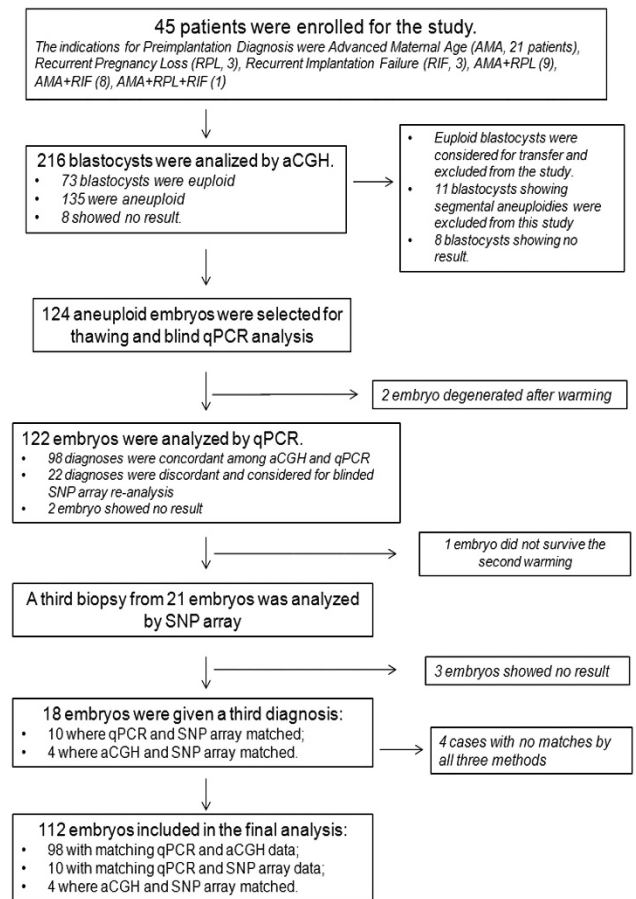 45 patients were enrolled for the study.
The indications for Preimplantation Diagnosis were Advanced Maternal Age (AMA, 21 patients),
Recurrent Pregnancy Loss (RPL, 3), Recurrent Implantation Failure (RIF, 3), AMA+RPL (9),
AMA+RIF (8), AMA+RPL+RIF (1)
216 blastocysts were analized by aCGH.
• 73 blastocysts were euploid
• 135 were aneuploid
• 8 showed no result.
• Euploid blastocysts were
considered for transfer and
excluded from the study.
• 11 blastocysts showing
segmental aneuploidies were
excluded from this study
• 8 blastocysts showing no
result.
124 aneuploid embryos were selected for
thawing and blind qPCR analysis
2 embryo degenerated after warming
122 embryos were analyzed by qPCR.
• 98 diagnoses were concordant among aCGH and qPCR
• 22 diagnoses were discordant and considered for blinded
SNP array re-analysis
• 2 embryo showed no result
1 embryo did not survive the
second warming
A third biopsy from 21 embryos was analyzed
by SNP array
3 embryos showed no result
18 embryos were given a third diagnosis:
• 10 where qPCR and SNP array matched;
• 4 where aCGH and SNP array matched.
4 cases with no matches by
all three methods
112 embryos included in the final analysis:
• 98 with matching qPCR and aCGH data;
• 10 with matching qPCR and SNP array data;
• 4 where aCGH and SNP array matched.